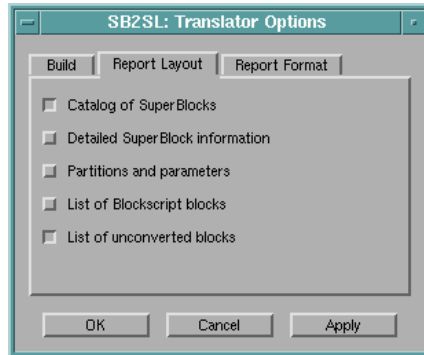 SB2SL: Translator Options
Build Report Layout Report Format
Catalog of SuperBlocks
Detailed SuperBlock information
Partitions and parameters
List of Blockscript blocks
List of unconverted blocks
OK Cancel Apply